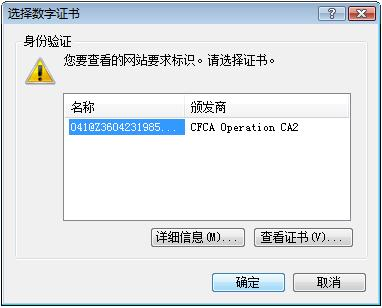 选择数字证书
身份验证
您要查看的网站要求标识。请选择证书。
名称 颁发商
041@Z3604231985... CFCA Operation CA2
详细信息(M)... 查看证书(V)...
确定 取消